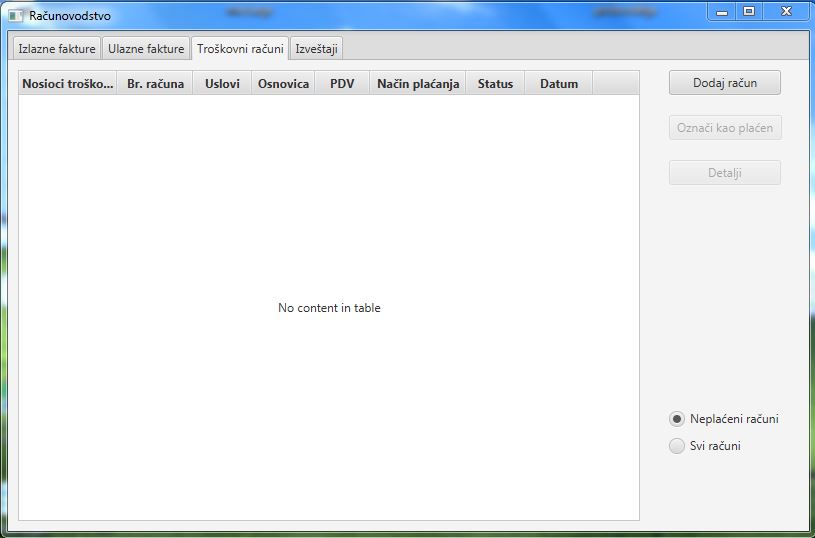 Računovodstvo
Izlazne fakture Ulazne fakture Troškovni računi Izveštaji
Nosioci troško... Br. računa Uslovi Osnovica PDV Način plaćanja Status Datum
Dodaj račun
Označi kao plaćen
Detalji
No content in table
Neplaćeni računi
Svi računi